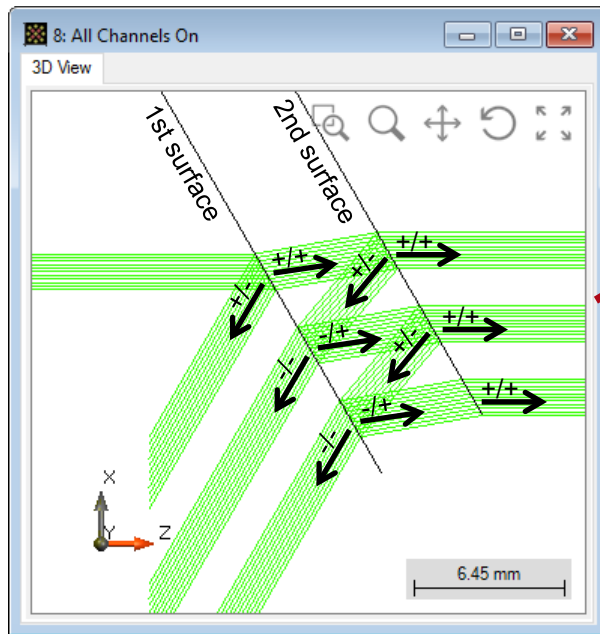 8: All Channels On
3D View
1st surface
2nd surface
+/+
+/+
+/-
+/-
-/+
+/+
-/-
+/-
-/+
+/+
-/-
X
Y
Z
6.45 mm